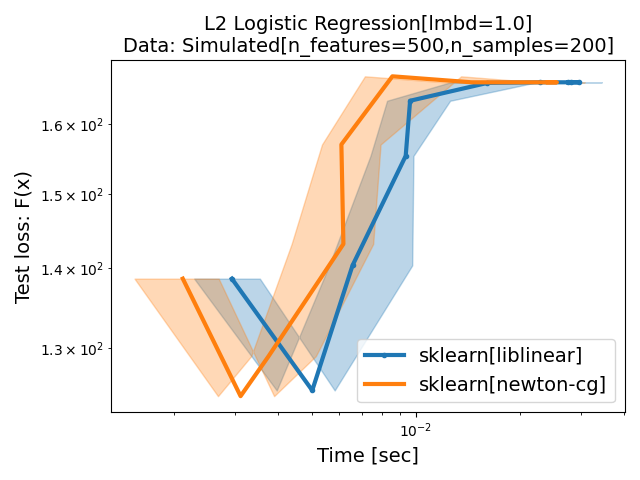 L2 Logistic Regression[lmbd=1.0]
Data: Simulated[n_features=500,n_samples=200]
Test loss: F(x)
1.6 × 10²
1.5 × 10²
1.4 × 10²
1.3 × 10²
sklearn[liblinear]
sklearn[newton-cg]
10⁻²
Time [sec]